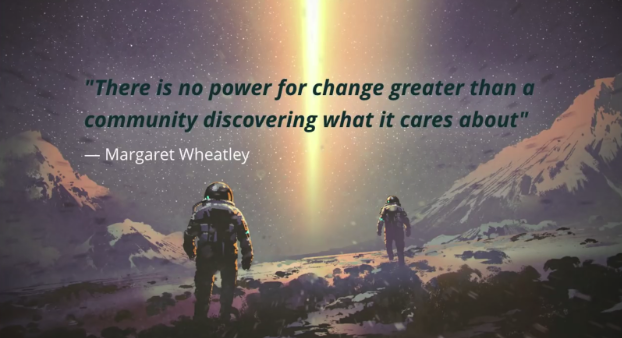 "There is no power for change greater than a
community discovering what it cares about"
— Margaret Wheatley